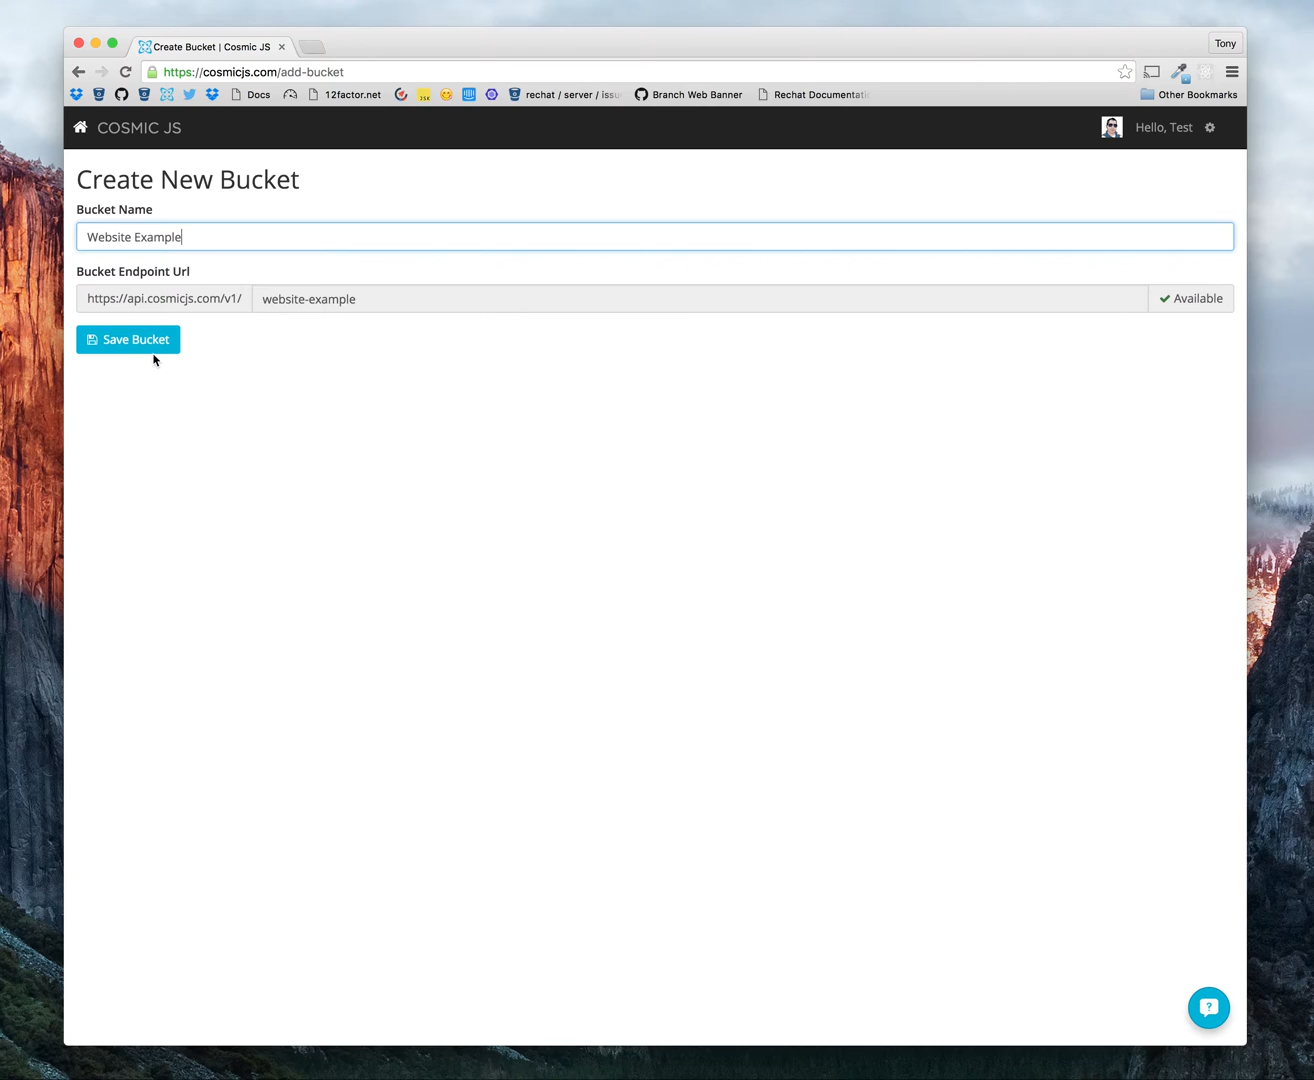 Create Bucket | Cosmic JS
Tony
https://cosmicjs.com/add-bucket
Docs
12factor.net
JSK
rechat / server / issu
Branch Web Banner
Rechat Documentati
Other Bookmarks
COSMIC JS
Hello, Test
Create New Bucket
Bucket Name
Website Example
Bucket Endpoint Url
https://api.cosmicjs.com/v1/ website-example
Available
Save Bucket